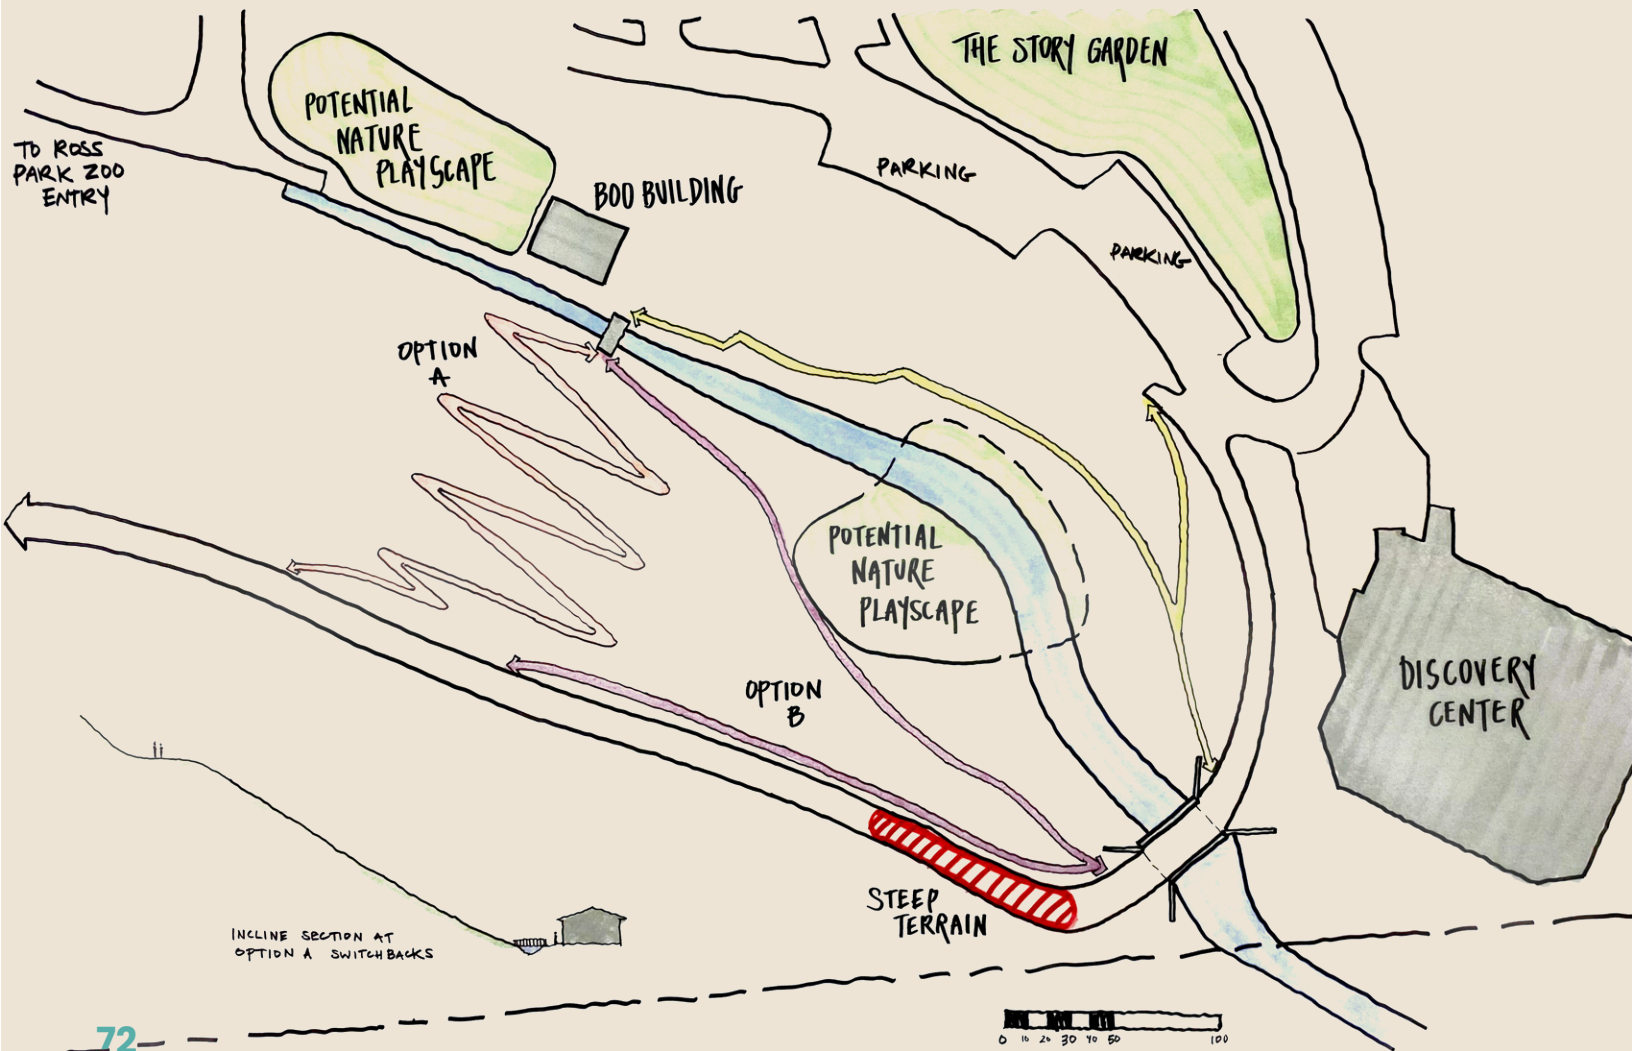 THE STORY GARDEN
POTENTIAL
NATURE
PLAYSCAPE
TO ROSS
PARK ZOO
ENTRY
BOD BUILDING
PARKING
PARKING
OPTION
A
POTENTIAL
NATURE
PLAYSCAPE
OPTION
B
DISCOVERY
CENTER
STEEP
TERRAIN
INCLINE SECTION AT
OPTION A SWITCHBACKS
0 10 20 30 40 50 100
72